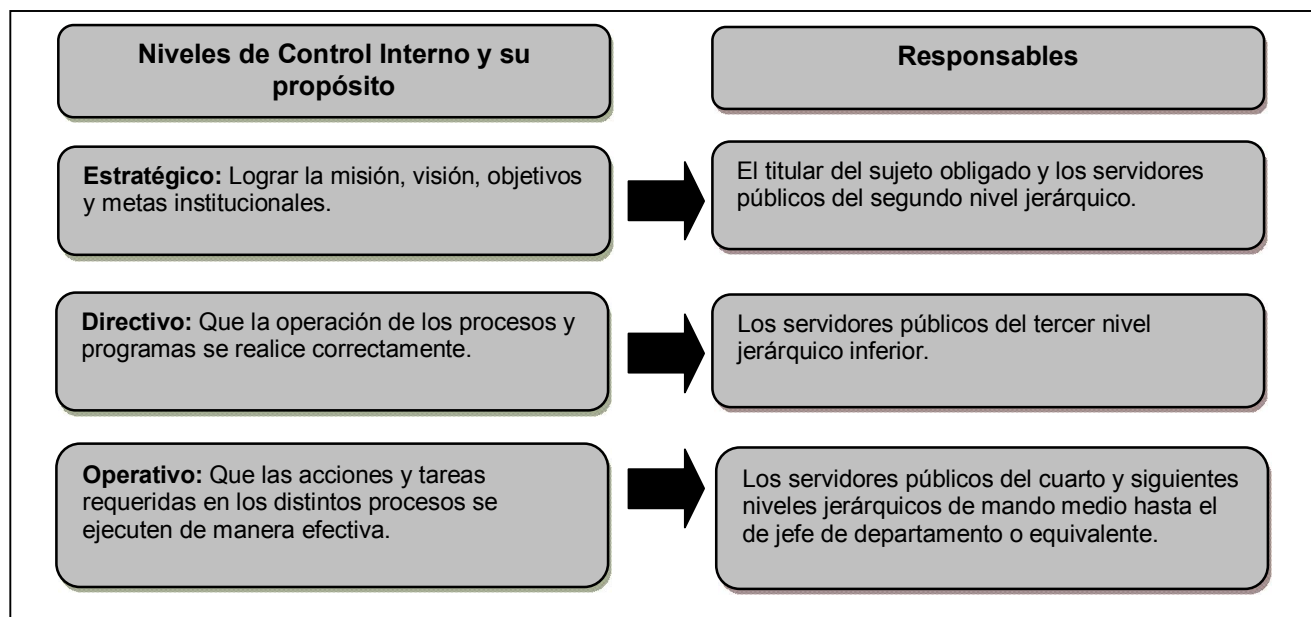 Niveles de Control Interno y su
propósito
Responsables
Estratégico: Lograr la misión, visión, objetivos
y metas institucionales.
El titular del sujeto obligado y los servidores
públicos del segundo nivel jerárquico.
Directivo: Que la operación de los procesos y
programas se realice correctamente.
Los servidores públicos del tercer nivel
jerárquico inferior.
Operativo: Que las acciones y tareas
requeridas en los distintos procesos se
ejecuten de manera efectiva.
Los servidores públicos del cuarto y siguientes
niveles jerárquicos de mando medio hasta el
de jefe de departamento o equivalente.